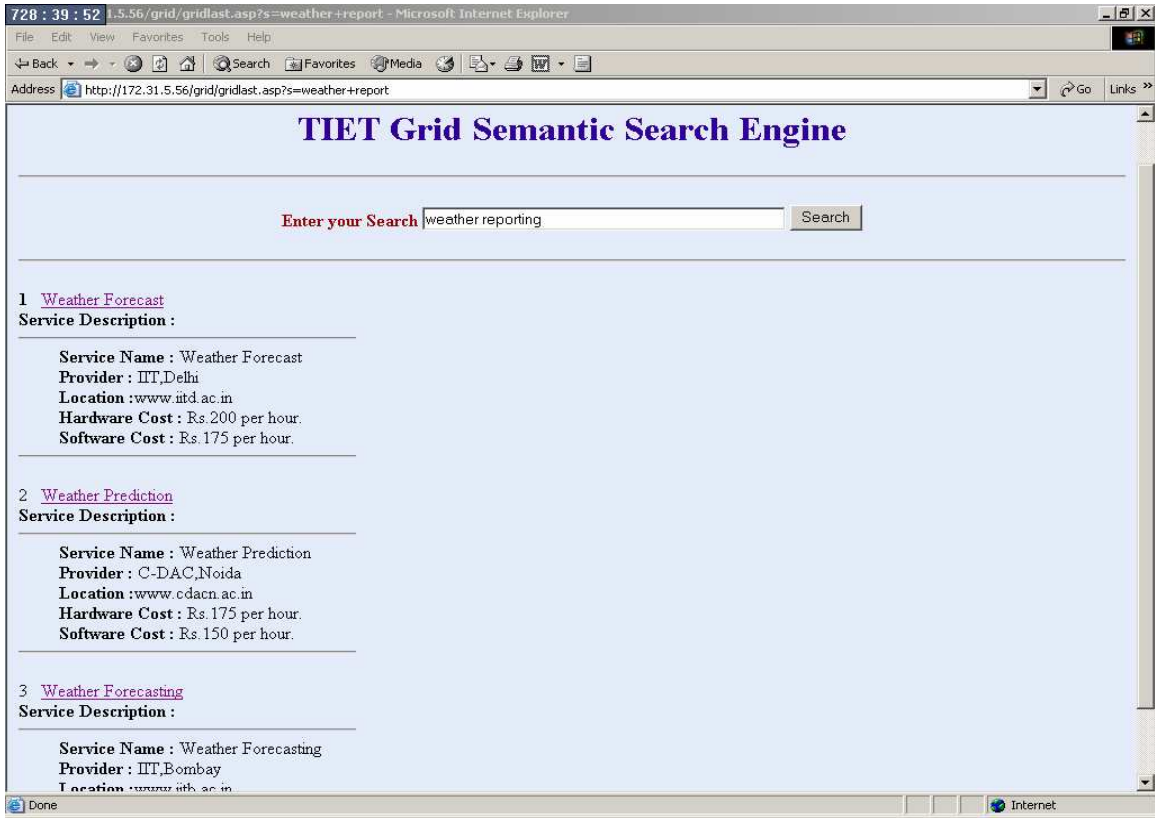 728 : 39 : 52 1.5.56/grid/gridlast.asp?s=weather+report - Microsoft Internet Explorer
File Edit View Favorites Tools Help
Back Search Favorites Media
Address http://172.31.5.56/grid/gridlast.asp?s=weather+report Go Links »
TIET Grid Semantic Search Engine
Enter your Search weather reporting Search
1 Weather Forecast
Service Description :
Service Name : Weather Forecast
Provider : IIT,Delhi
Location :www.iitd.ac.in
Hardware Cost : Rs.200 per hour.
Software Cost : Rs.175 per hour.
2 Weather Prediction
Service Description :
Service Name : Weather Prediction
Provider : C-DAC,Noida
Location :www.cdacn.ac.in
Hardware Cost : Rs.175 per hour.
Software Cost : Rs.150 per hour.
3 Weather Forecasting
Service Description :
Service Name : Weather Forecasting
Provider : IIT,Bombay
Location :www.iitb.ac.in
Done Internet